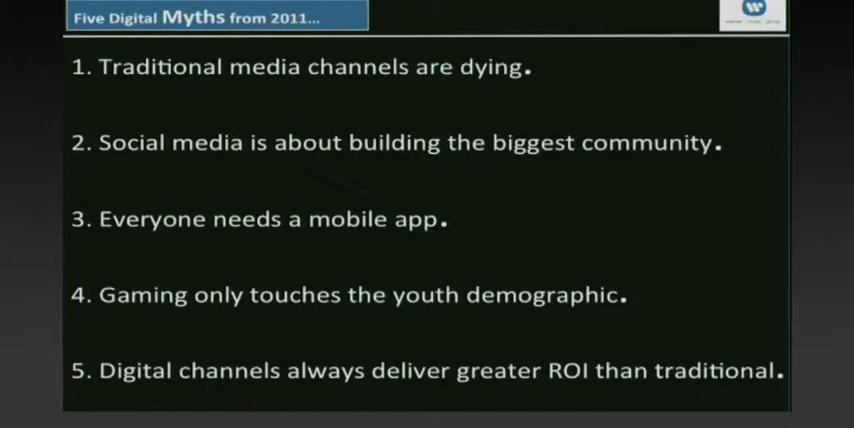 Five Digital Myths from 2011...
1. Traditional media channels are dying.
2. Social media is about building the biggest community.
3. Everyone needs a mobile app.
4. Gaming only touches the youth demographic.
5. Digital channels always deliver greater ROI than traditional.